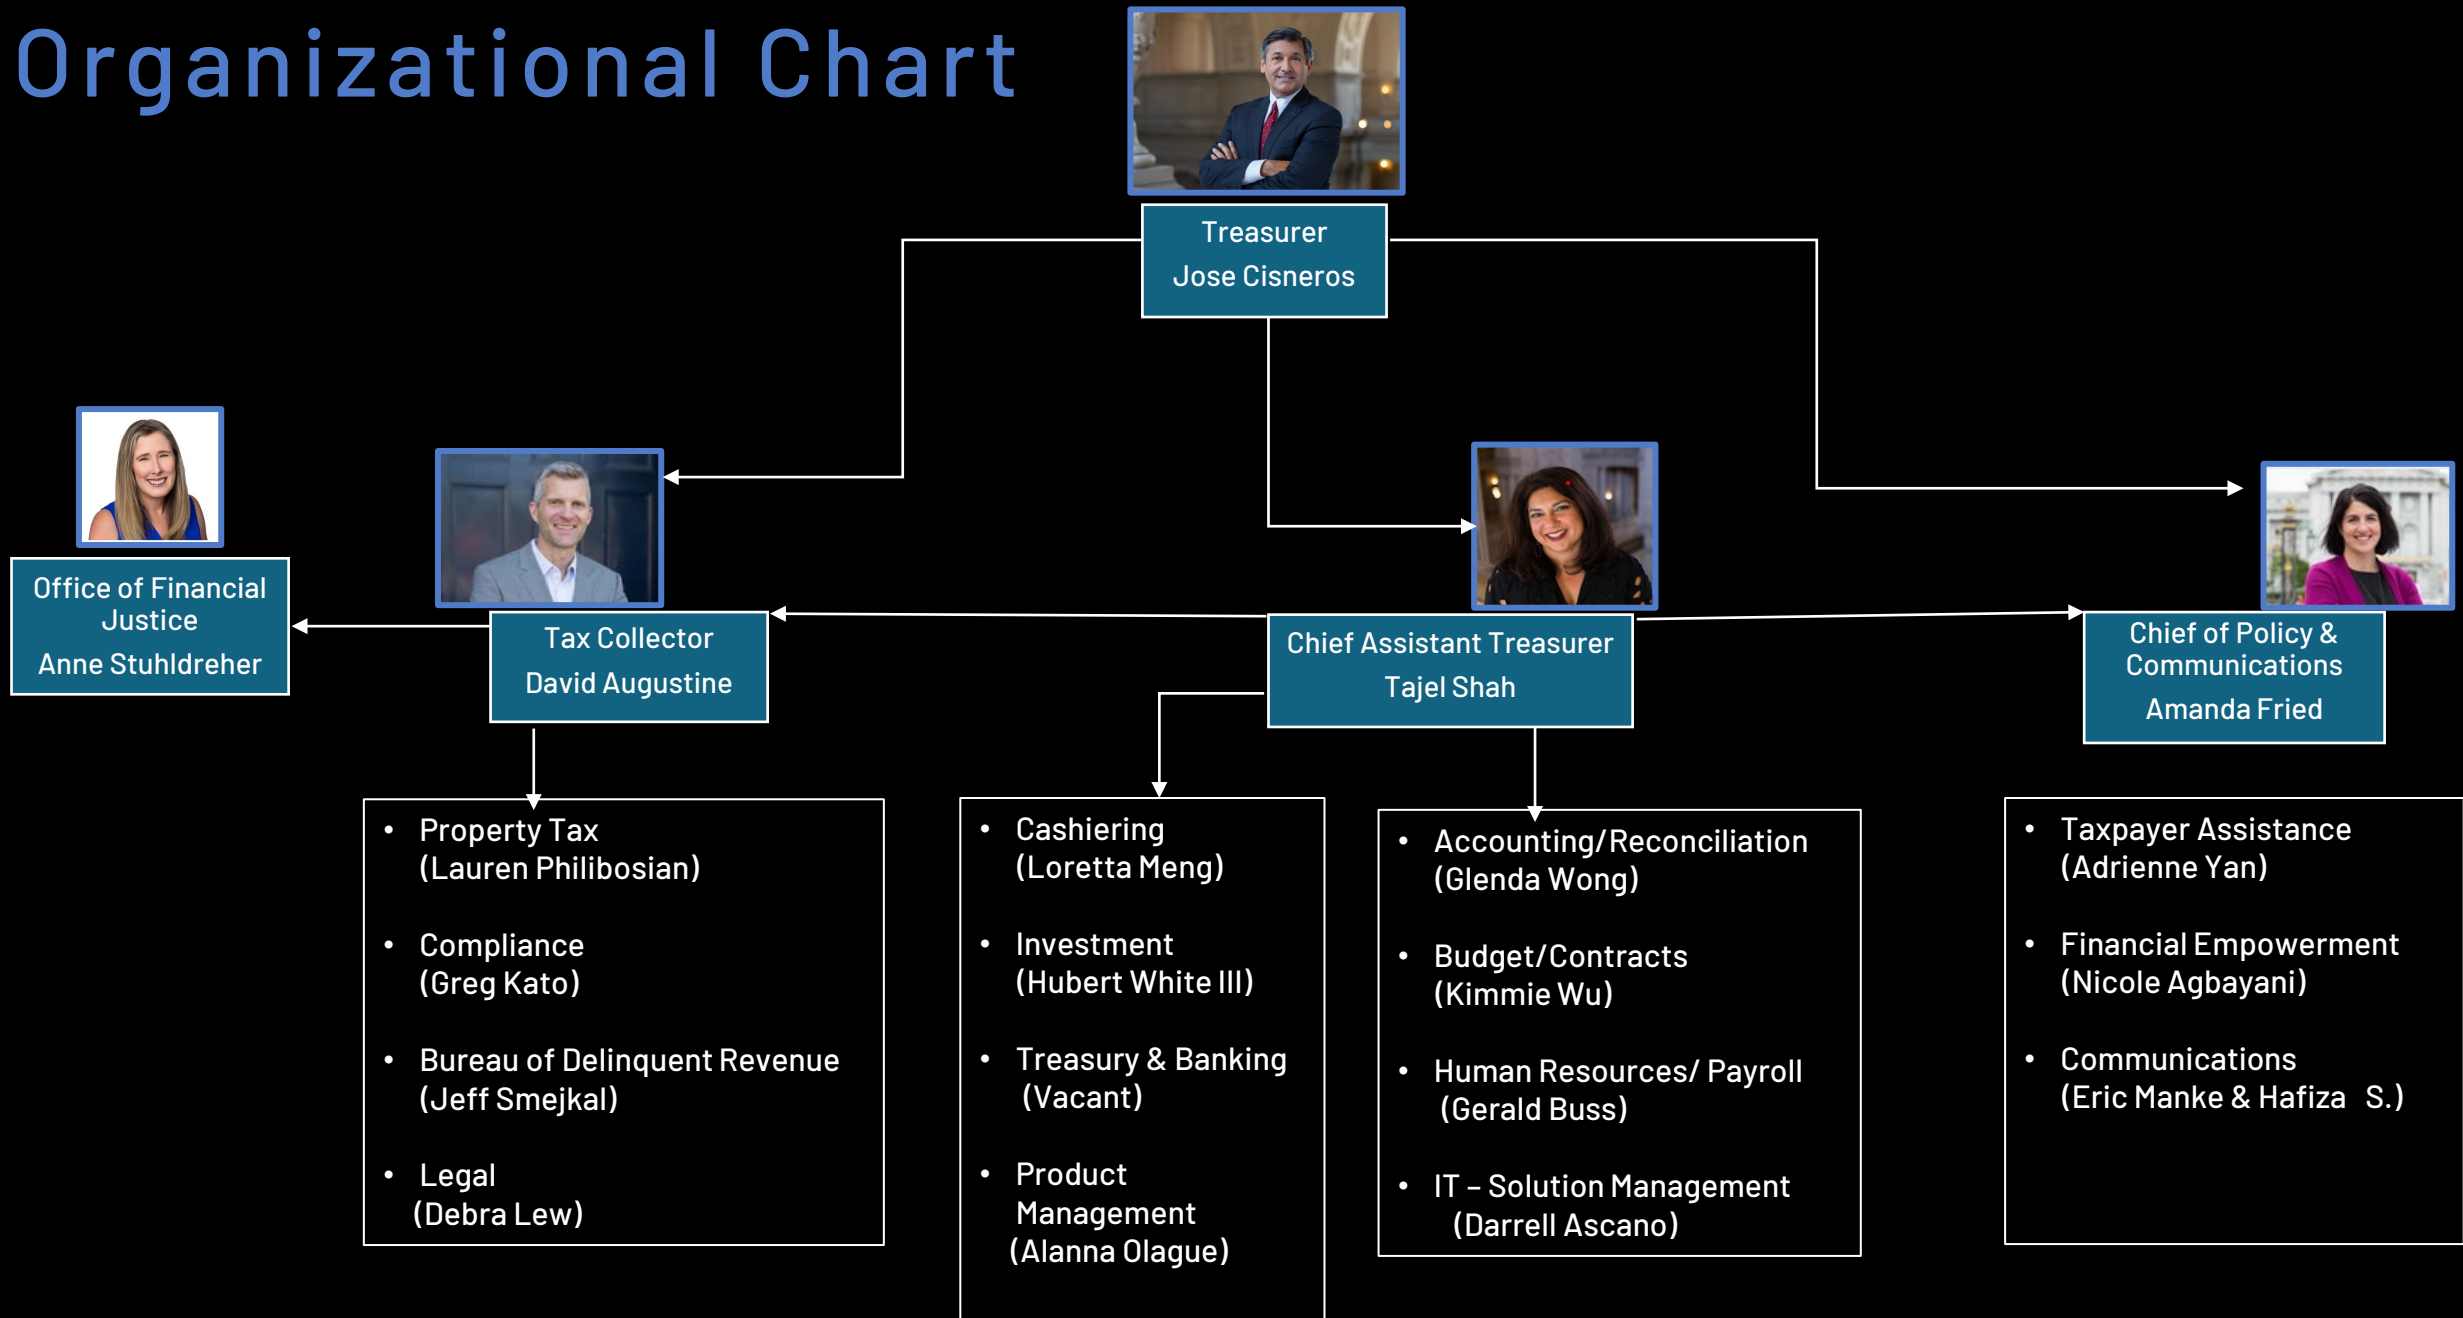 Organizational Chart
Treasurer
Jose Cisneros
Office of Financial
Justice
Anne Stuhldreher
Tax Collector
David Augustine
Chief Assistant Treasurer
Tajel Shah
Chief of Policy &
Communications
Amanda Fried
• Property Tax
(Lauren Philibosian)
• Compliance
(Greg Kato)
• Bureau of Delinquent Revenue
(Jeff Smejkal)
• Legal
(Debra Lew)
• Cashiering
(Loretta Meng)
• Investment
(Hubert White III)
• Treasury & Banking
(Vacant)
• Product
Management
(Alanna Olague)
• Accounting/Reconciliation
(Glenda Wong)
• Budget/Contracts
(Kimmie Wu)
• Human Resources/ Payroll
(Gerald Buss)
• IT – Solution Management
(Darrell Ascano)
• Taxpayer Assistance
(Adrienne Yan)
• Financial Empowerment
(Nicole Agbayani)
• Communications
(Eric Manke & Hafiza S.)